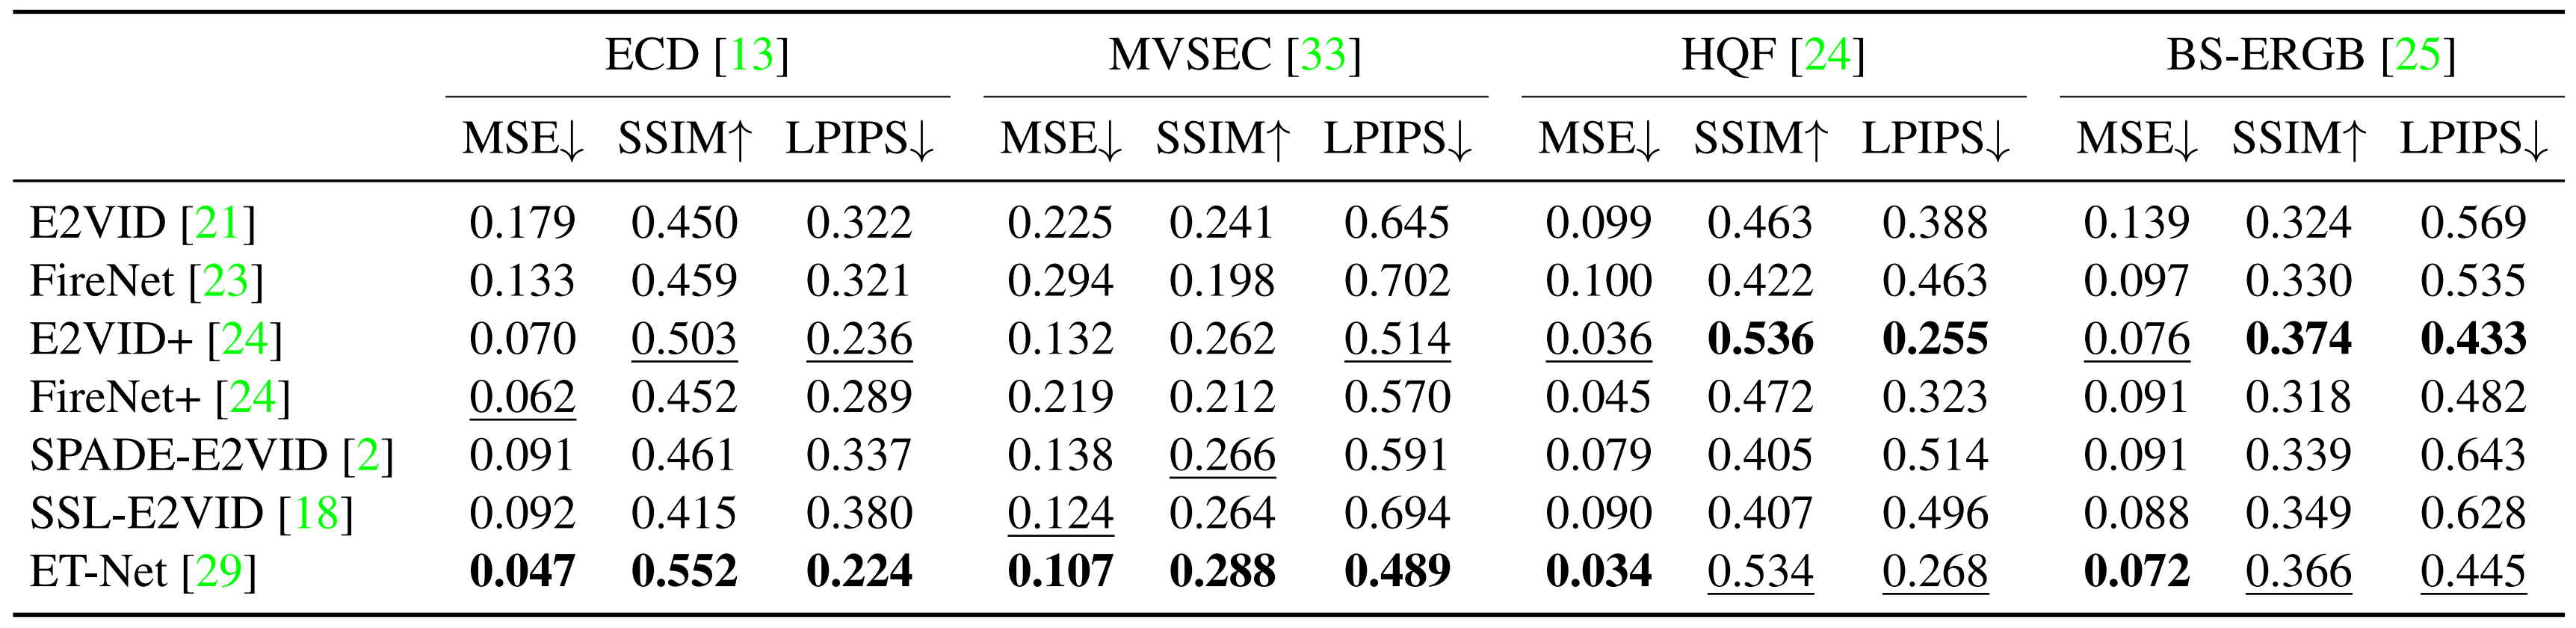 ECD [13] MVSEC [33] HQF [24] BS-ERGB [25]
MSE↓ SSIM↑ LPIPS↓ MSE↓ SSIM↑ LPIPS↓ MSE↓ SSIM↑ LPIPS↓ MSE↓ SSIM↑ LPIPS↓
E2VID [21] 0.179 0.450 0.322 0.225 0.241 0.645 0.099 0.463 0.388 0.139 0.324 0.569
FireNet [23] 0.133 0.459 0.321 0.294 0.198 0.702 0.100 0.422 0.463 0.097 0.330 0.535
E2VID+ [24] 0.070 0.503 0.236 0.132 0.262 0.514 0.036 0.536 0.255 0.076 0.374 0.433
FireNet+ [24] 0.062 0.452 0.289 0.219 0.212 0.570 0.045 0.472 0.323 0.091 0.318 0.482
SPADE-E2VID [2] 0.091 0.461 0.337 0.138 0.266 0.591 0.079 0.405 0.514 0.091 0.339 0.643
SSL-E2VID [18] 0.092 0.415 0.380 0.124 0.264 0.694 0.090 0.407 0.496 0.088 0.349 0.628
ET-Net [29] 0.047 0.552 0.224 0.107 0.288 0.489 0.034 0.534 0.268 0.072 0.366 0.445